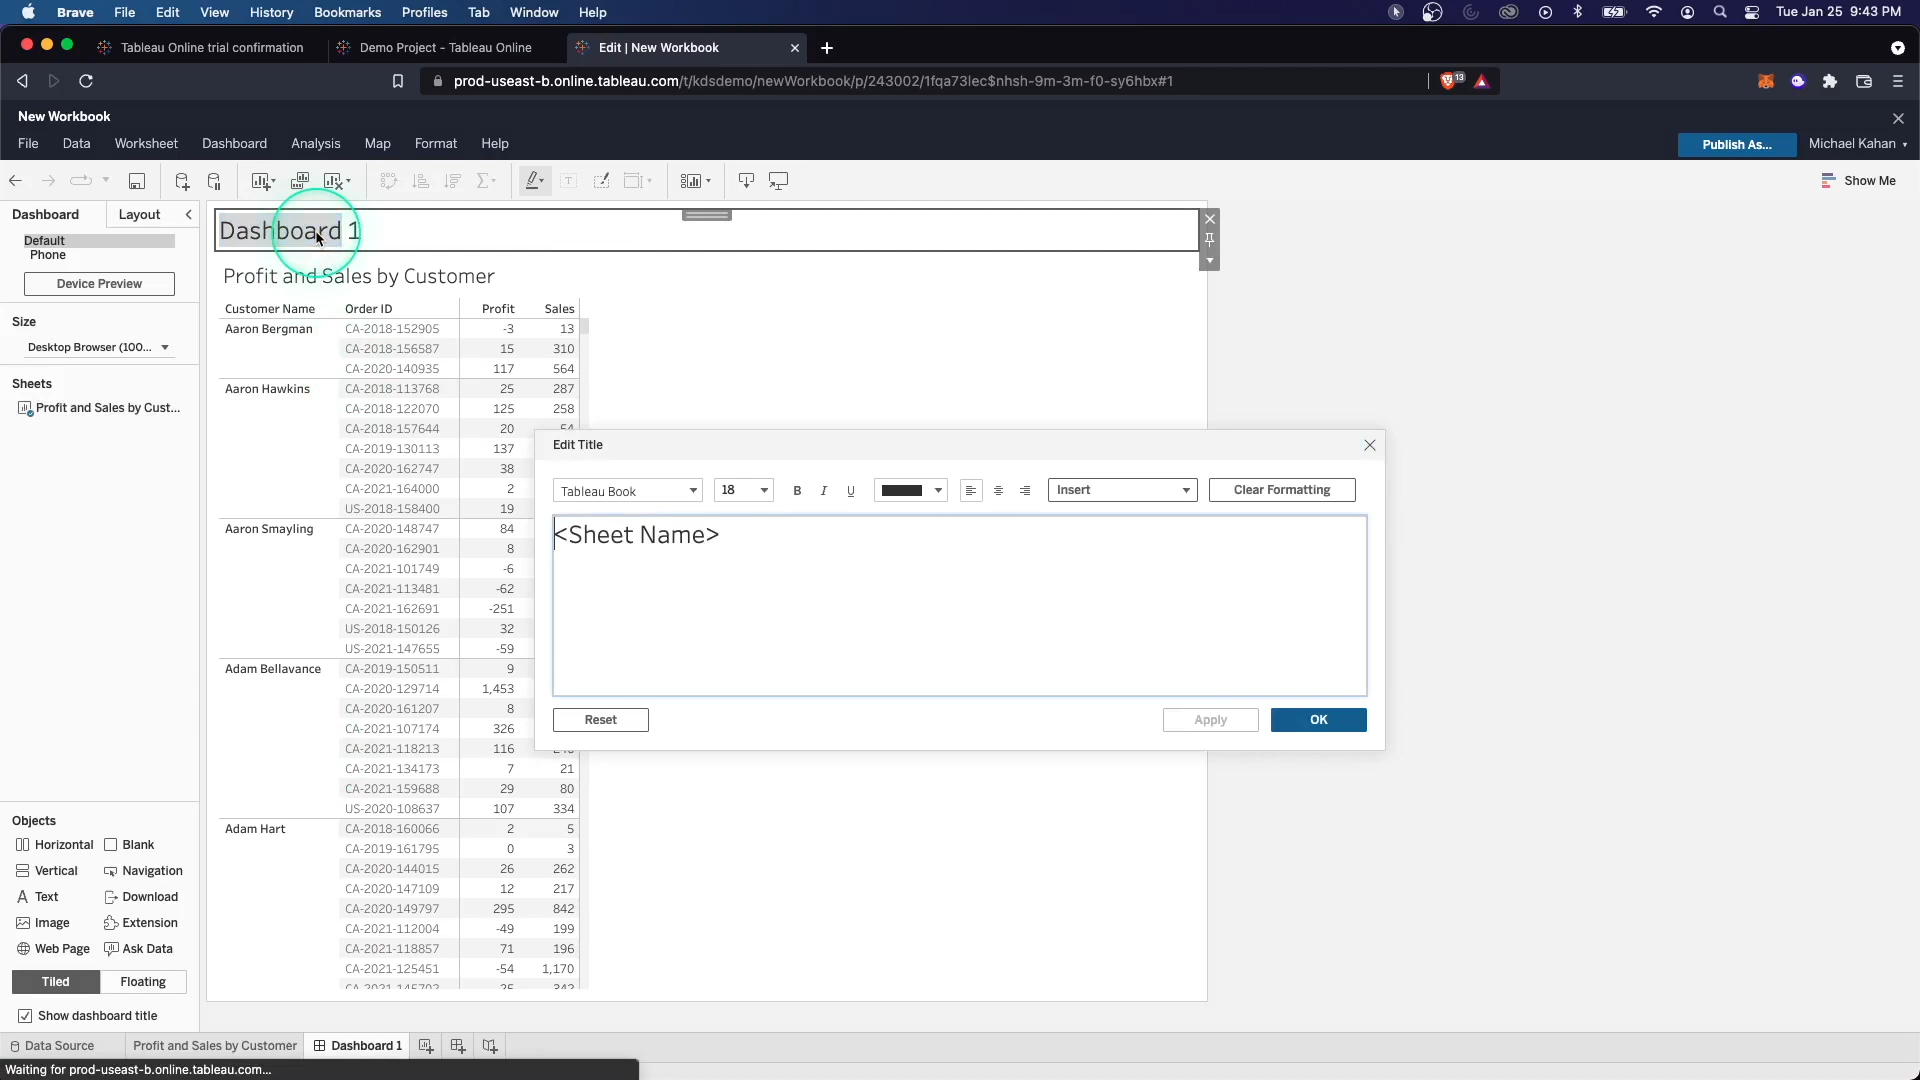 Brave File Edit View History Bookmarks Profiles Tab Window Help Tue Jan 25 9:43 PM
Tableau Online trial confirmation Demo Project - Tableau Online Edit | New Workbook
prod-useast-b.online.tableau.com/t/kdsdemo/newWorkbook/p/243002/1fqa73lec$nhsh-9m-3m-f0-sy6hbx#1 13
New Workbook
File Data Worksheet Dashboard Analysis Map Format Help Publish As... Michael Kahan
Show Me
Dashboard Layout
Default
Phone
Device Preview
Size
Desktop Browser (100...
Sheets
Profit and Sales by Cust...
Objects
Horizontal Blank
Vertical Navigation
Text Download
Image Extension
Web Page Ask Data
Tiled Floating
Show dashboard title
Dashboard 1
Profit and Sales by Customer
Customer Name Order ID Profit Sales
Aaron Bergman CA-2018-152905 -3 13
CA-2018-156587 15 310
CA-2020-140935 117 564
Aaron Hawkins CA-2018-113768 25 287
CA-2018-122070 125 258
CA-2018-157644 20
CA-2019-130113 137
CA-2020-162747 38
CA-2021-164000 2
US-2018-158400 19
Aaron Smayling CA-2020-148747 84
CA-2020-162901 8
CA-2021-101749 -6
CA-2021-113481 -62
CA-2021-162691 -251
US-2018-150126 32
US-2021-147655 -59
Adam Bellavance CA-2019-150511 9
CA-2020-129714 1,453
CA-2020-161207 8
CA-2021-107174 326
CA-2021-118213 116
CA-2021-134173 7 21
CA-2021-159688 29 80
US-2020-108637 107 334
Adam Hart CA-2018-160066 2 5
CA-2019-161795 0 3
CA-2020-144015 26 262
CA-2020-147109 12 217
CA-2020-149797 295 842
CA-2021-112004 -49 199
CA-2021-118857 71 196
CA-2021-125451 -54 1,170
Edit Title
Tableau Book 18 B I U Insert Clear Formatting
<Sheet Name>
Reset Apply OK
Data Source Profit and Sales by Customer Dashboard 1
Waiting for prod-useast-b.online.tableau.com...